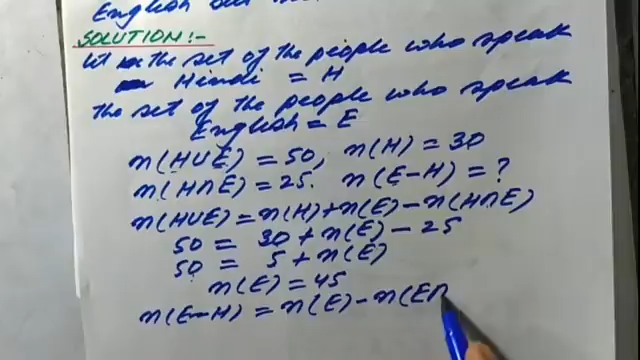 English
SOLUTION:-
let the set of the people who speak
Hindi = H
the set of the people who speak
English = E
n(H∪E) = 50, n(H) = 30
n(H∩E) = 25. n(E-H) = ?
n(H∪E) = n(H)+n(E)-n(H∩E)
50 = 30 + n(E) - 25
50 = 5 + n(E)
n(E) = 45
n(E-H) = n(E) - n(E∩